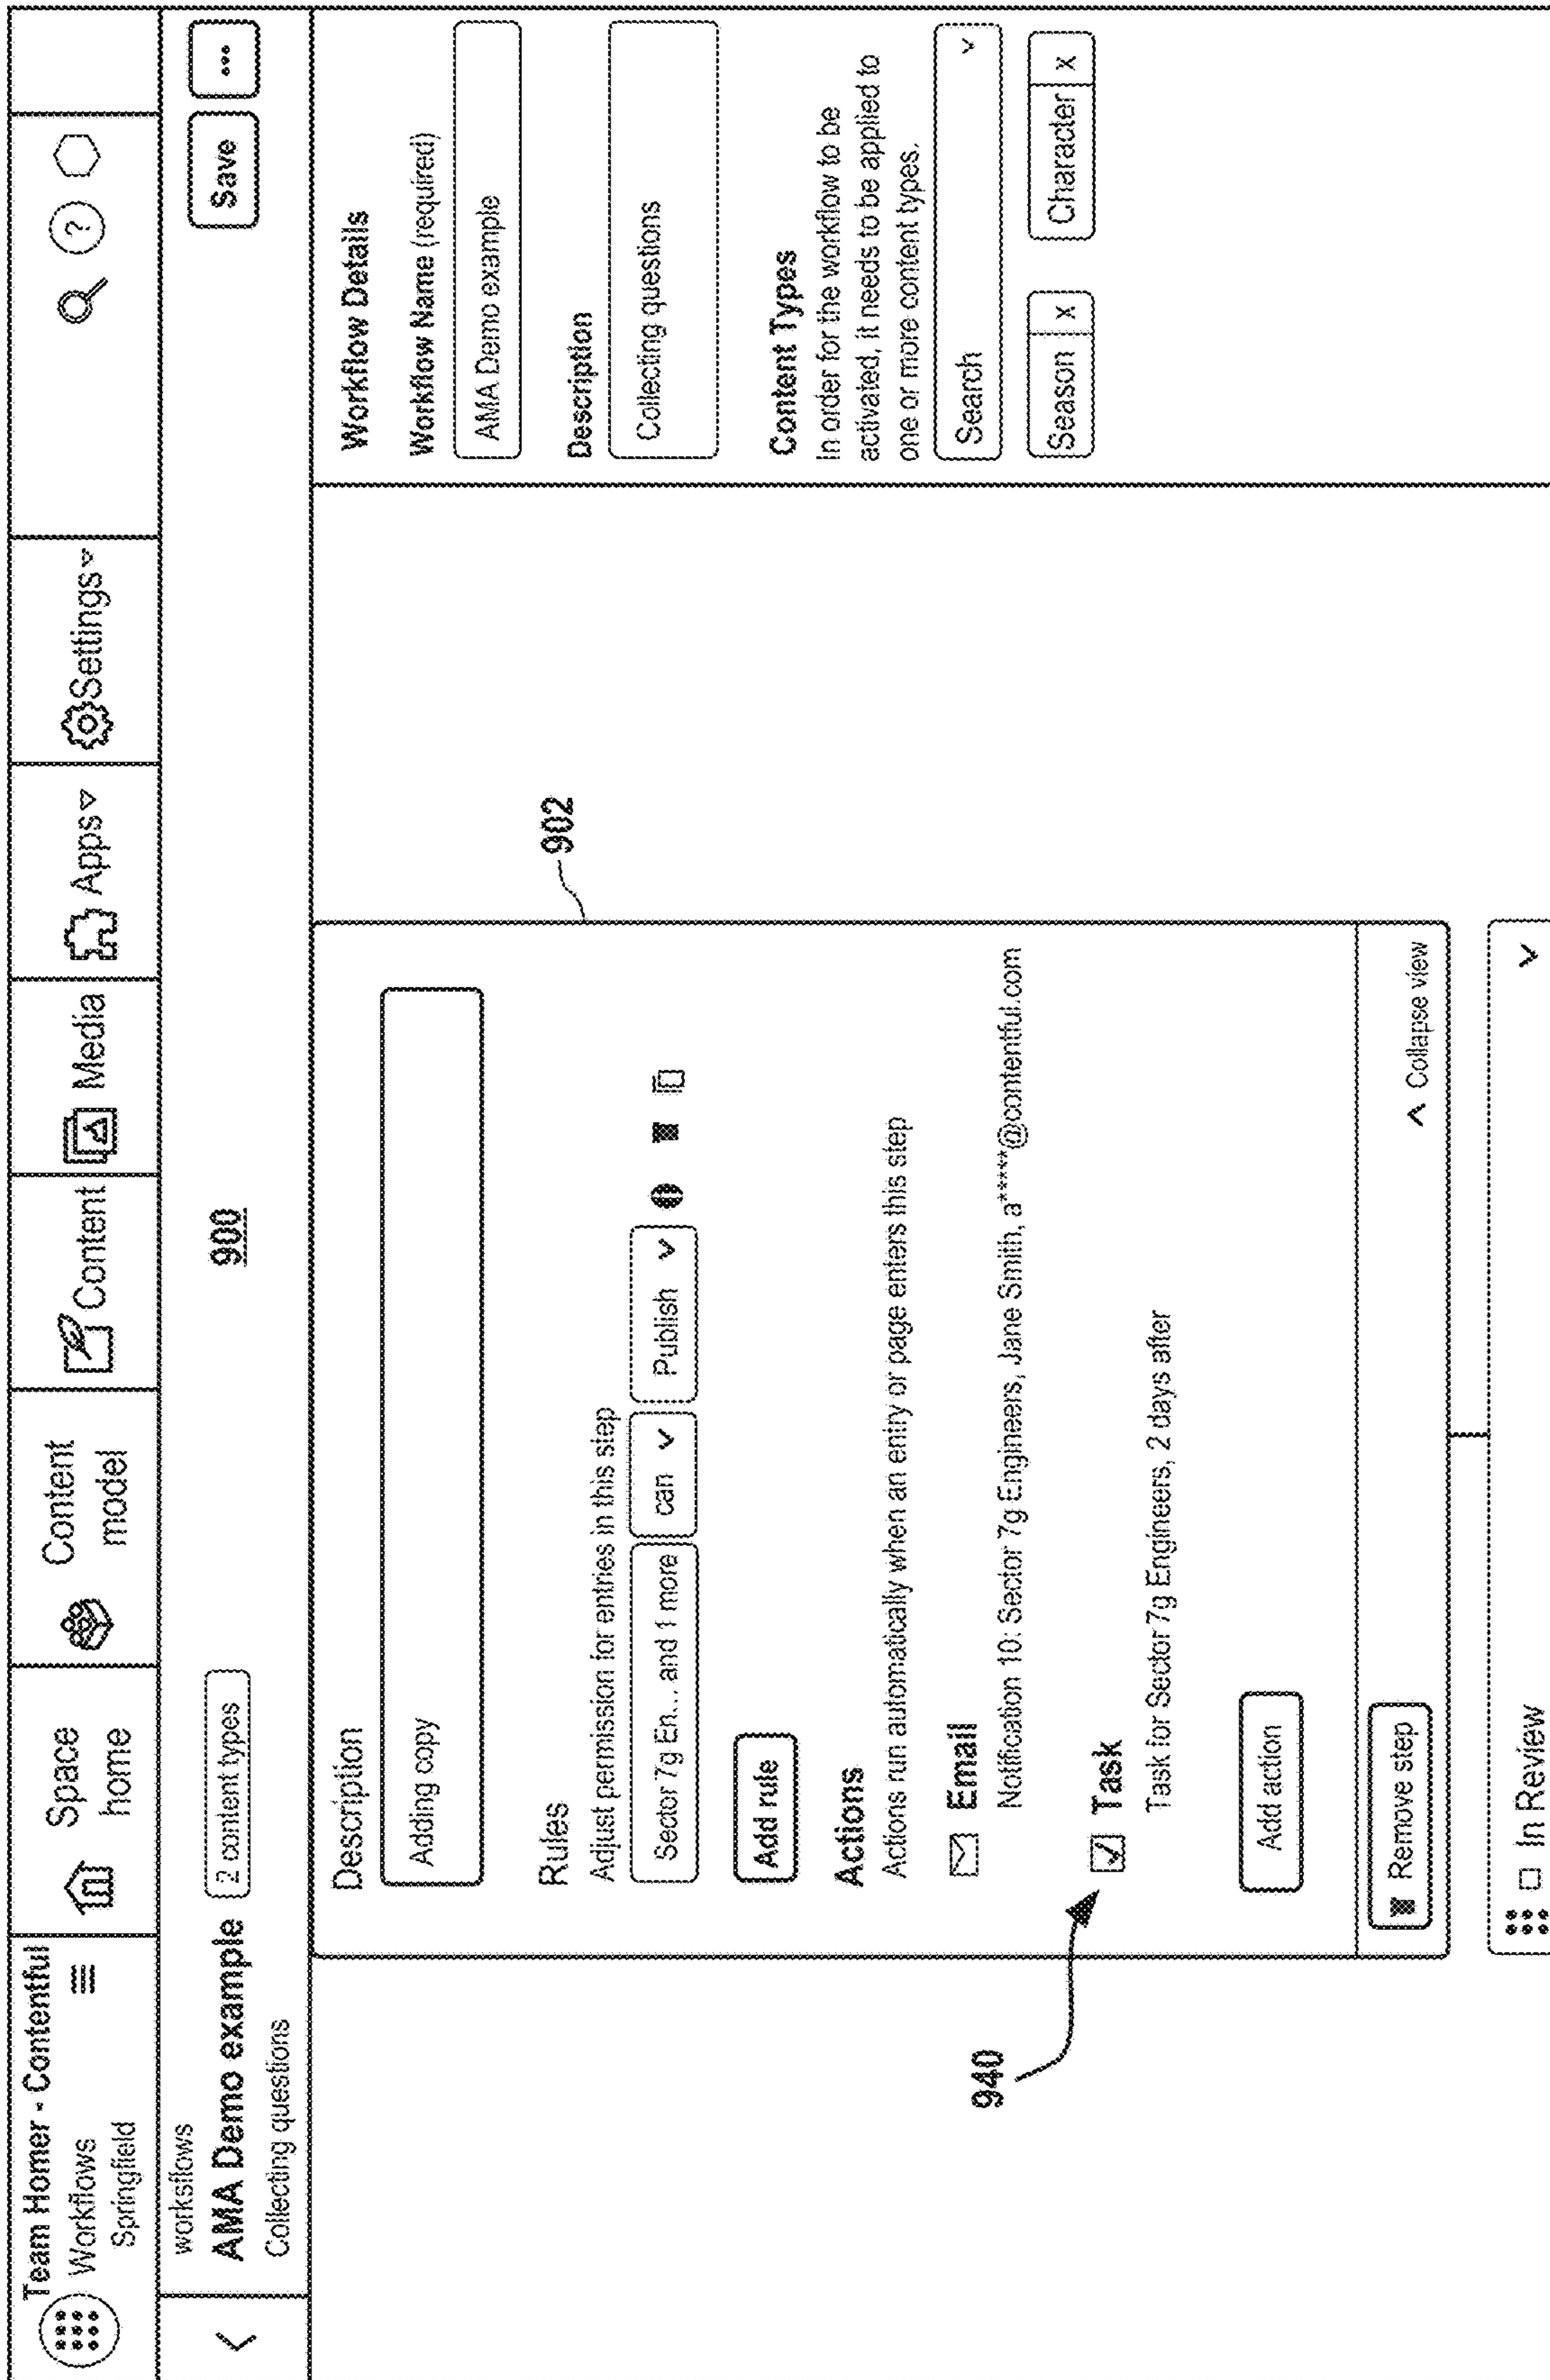 Team Homer - Contentful
Workflows
Springfield
Space
home
Content
model
Content
Media
Apps
Settings
?
worksflows
AMA Demo example
2 content types
Collecting questions
900
Save
...
Description
Adding copy
902
Rules
Adjust permission for entries in this step
Sector 7g En... and 1 more
can
Publish
Add rule
Actions
Actions run automatically when an entry or page enters this step
Email
Notification 10: Sector 7g Engineers, Jane Smith, a*****@contentful.com
940
Task
Task for Sector 7g Engineers, 2 days after
Add action
Remove step
Collapse view
In Review
Workflow Details
Workflow Name (required)
AMA Demo example
Description
Collecting questions
Content Types
In order for the workflow to be
activated, it needs to be applied to
one or more content types.
Search
Season x
Character x